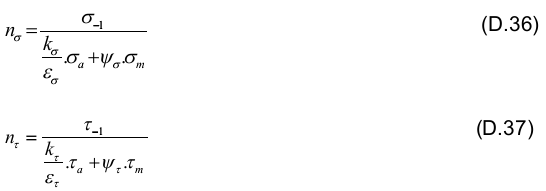 n_σ = σ_{-1} / (k_σ/ε_σ .σ_a + ψ_σ.σ_m) (D.36)
n_τ = τ_{-1} / (k_τ/ε_τ .τ_a + ψ_τ.τ_m) (D.37)